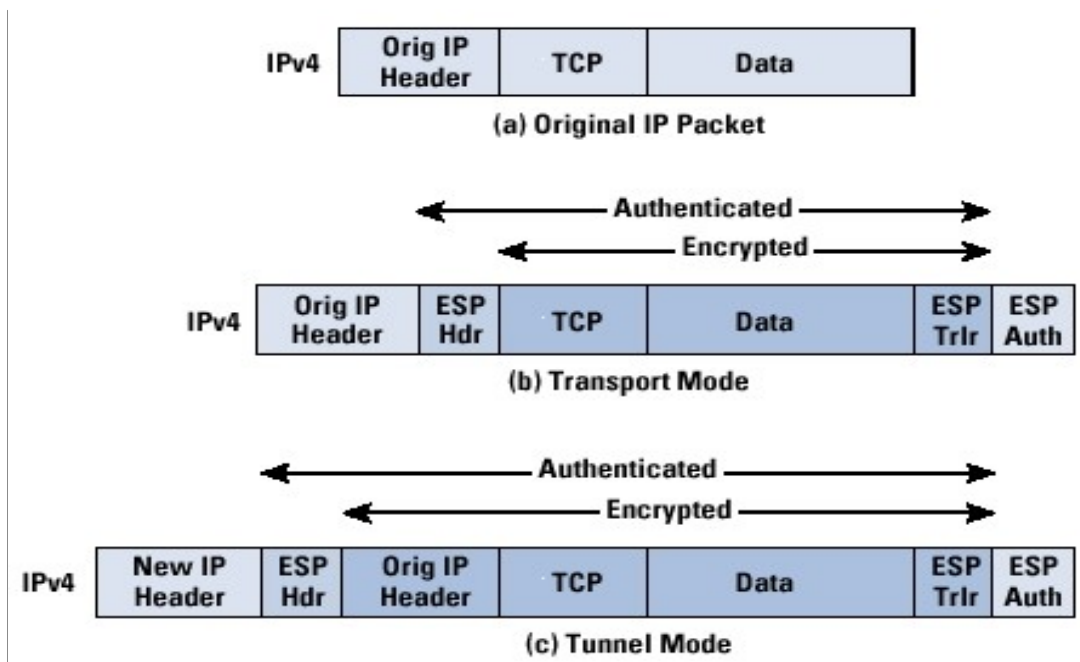 IPv4 Orig IP Header TCP Data
(a) Original IP Packet
Authenticated
Encrypted
IPv4 Orig IP Header ESP Hdr TCP Data ESP Trlr ESP Auth
(b) Transport Mode
Authenticated
Encrypted
IPv4 New IP Header ESP Hdr Orig IP Header TCP Data ESP Trlr ESP Auth
(c) Tunnel Mode